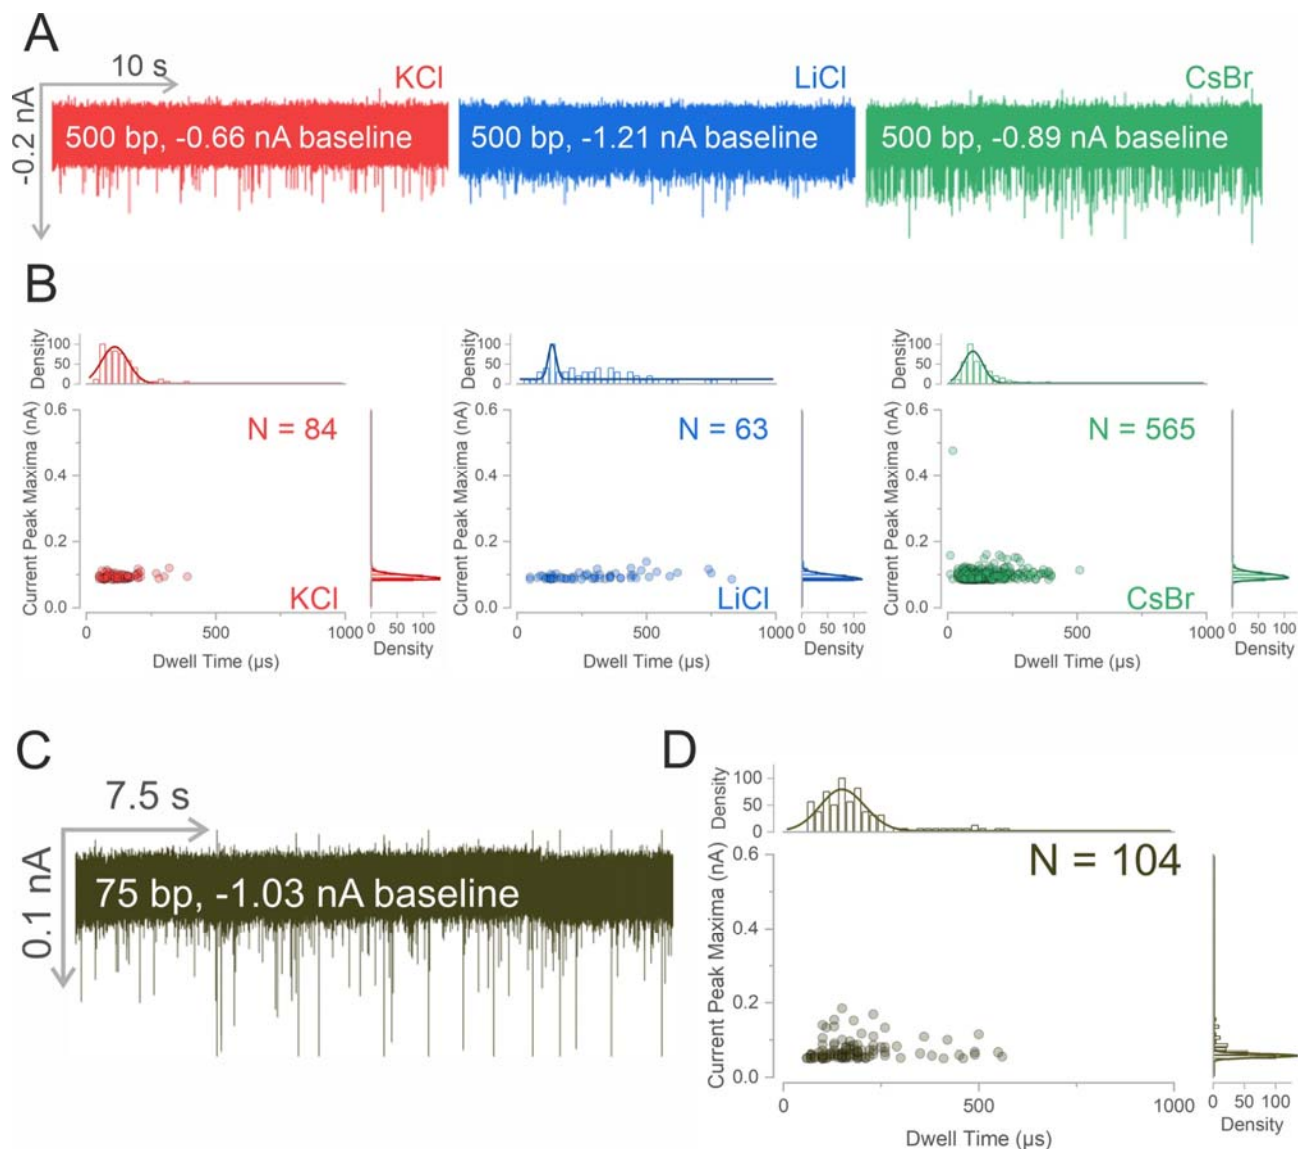 A
10 s
-0.2 nA
KCl
500 bp, -0.66 nA baseline
LiCl
500 bp, -1.21 nA baseline
CsBr
500 bp, -0.89 nA baseline
B
Density
100
50
0
Current Peak Maxima (nA)
0.6
0.4
0.2
0.0
N = 84
KCl
0 500 1000
Dwell Time (µs)
0 50 100
Density
Density
100
50
0
Current Peak Maxima (nA)
0.6
0.4
0.2
0.0
N = 63
LiCl
0 500 1000
Dwell Time (µs)
0 50 100
Density
Density
100
50
0
Current Peak Maxima (nA)
0.6
0.4
0.2
0.0
N = 565
CsBr
0 500 1000
Dwell Time (µs)
0 50 100
Density
C
7.5 s
0.1 nA
75 bp, -1.03 nA baseline
D
Density
100
50
0
Current Peak Maxima (nA)
0.6
0.4
0.2
0.0
N = 104
0 500 1000
Dwell Time (µs)
0 50 100
Density